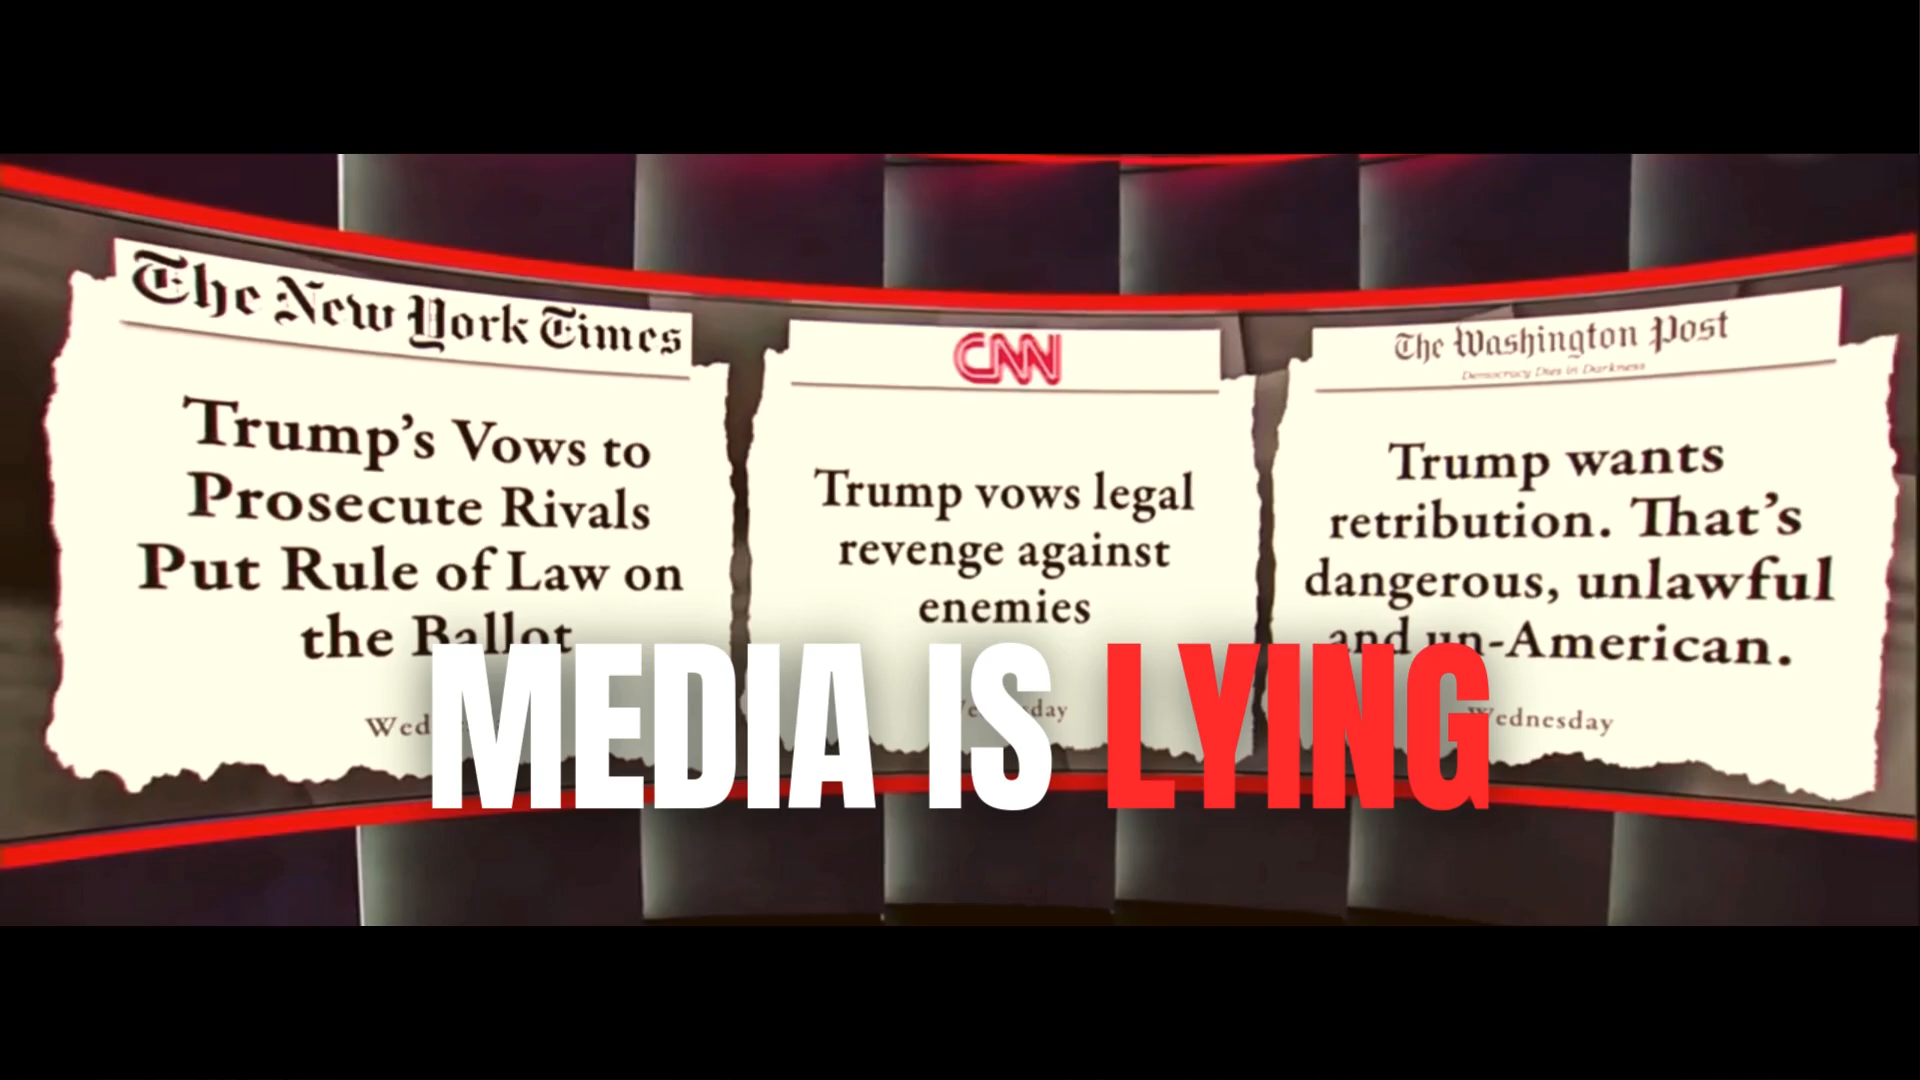 The New York Times
Trump's Vows to
Prosecute Rivals
Put Rule of Law on
the Ballot
CNN
Trump vows legal
revenge against
enemies
The Washington Post
Democracy Dies in Darkness
Trump wants
retribution. That's
dangerous, unlawful
and un-American.
Wednesday
MEDIA IS LYING